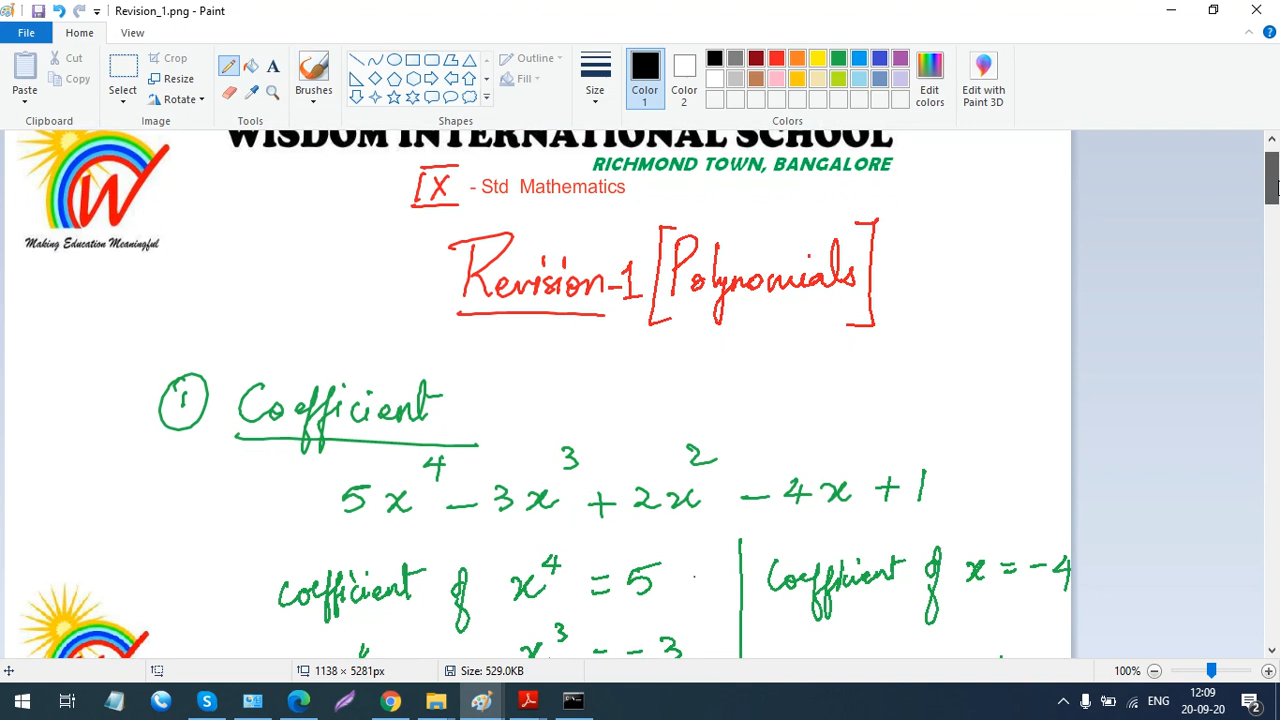 Revision_1.png - Paint
File Home View
Paste Cut Copy Clipboard
Select Crop Resize Rotate Image
Tools
Brushes
Outline Fill Shapes
Size
Color 1 Color 2 Edit colors Colors
Edit with Paint 3D
WISDOM INTERNATIONAL SCHOOL
RICHMOND TOWN, BANGALORE
IX - Std Mathematics
Making Education Meaningful
Revision-1 [Polynomials]
1 Coefficient
5x⁴ - 3x³ + 2x² - 4x + 1
coefficient of x⁴ = 5
coefficient of x = -4
x³ = -3
1138 × 5281px Size: 529.0KB 100%
ENG 12:09 20-09-20 2